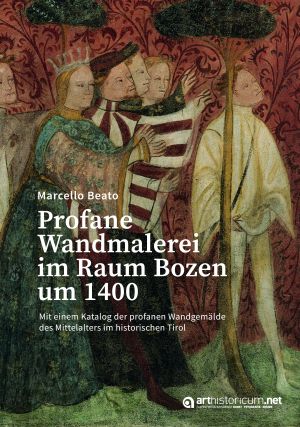 Marcello Beato
Profane
Wandmalerei
im Raum Bozen
um 1400
Mit einem Katalog der profanen Wandgemälde
des Mittelalters im historischen Tirol
arthistoricum.net